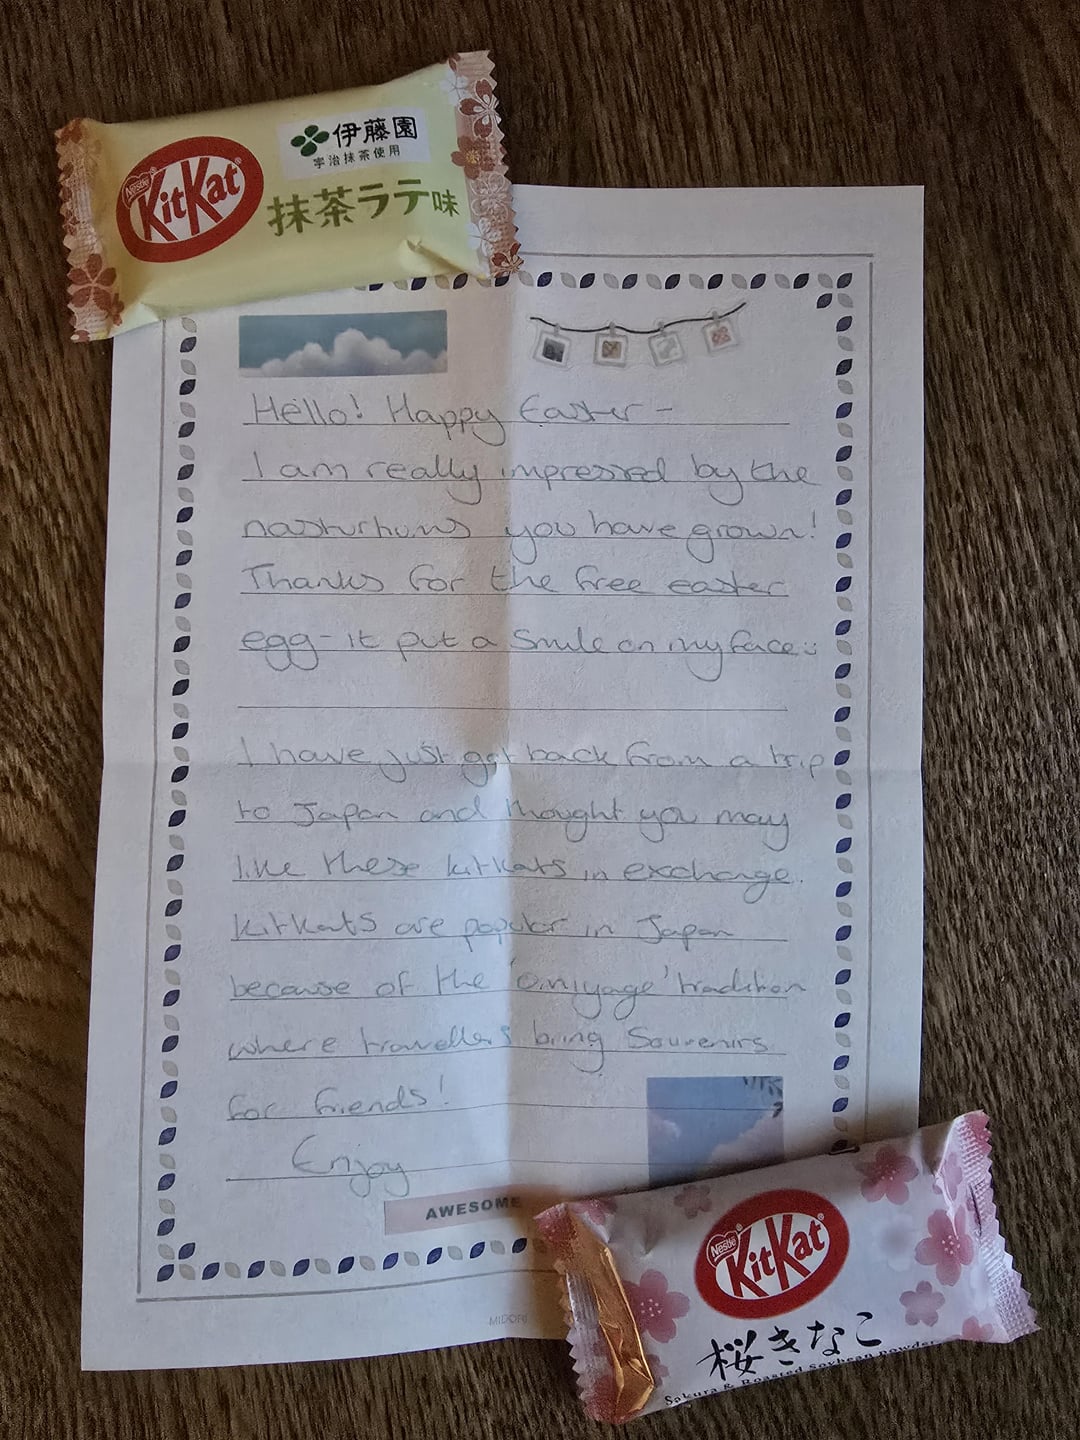 Nestlé
KitKat
伊藤園
宇治抹茶使用
抹茶ラテ味
Hello! Happy Easter -
I am really impressed by the
nasturtiums you have grown!
Thanks for the free easter
egg - it put a smile on my face :)
I have just got back from a trip
to Japan and thought you may
like these kitkats in exchange.
KitKats are popular in Japan
because of the 'omiyage' tradition
where travellers bring souvenirs
for friends!
Enjoy
AWESOME
MIDORI
Nestlé
KitKat
桜きなこ
Sakura & Roasted Soybean powder